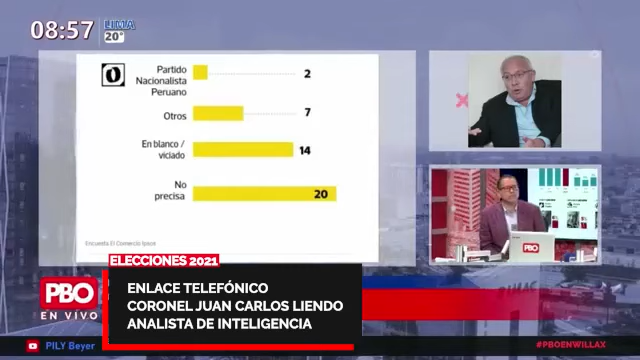 08:57
LIMA
20°
Partido
Nacionalista
Peruano
2
Otros
7
En blanco /
viciado
14
No
precisa
20
Encuesta El Comercio Ipsos
PBO
ELECCIONES 2021
ENLACE TELEFÓNICO
CORONEL JUAN CARLOS LIENDO
ANALISTA DE INTELIGENCIA
PBO
EN VIVO
PILY Beyer
#PBOENWILLAX